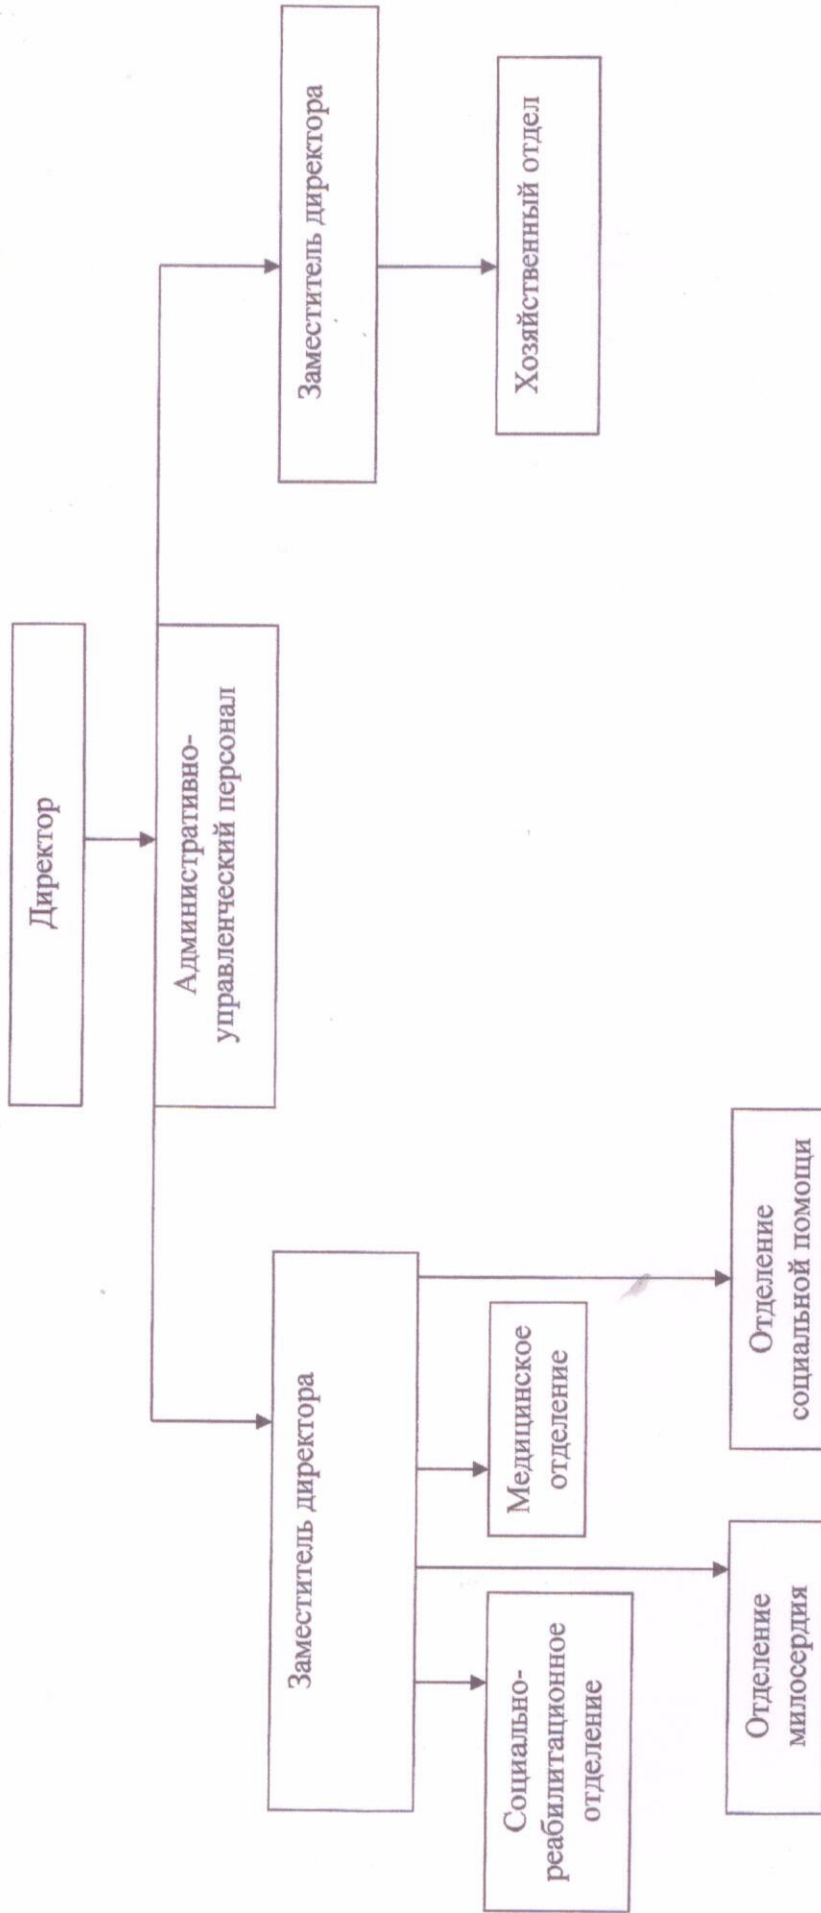 Директор
Административно-
управленческий персонал
Заместитель директора
Заместитель директора
Социально-
реабилитационное
отделение
Медицинское
отделение
Хозяйственный отдел
Отделение
милосердия
Отделение
социальной помощи